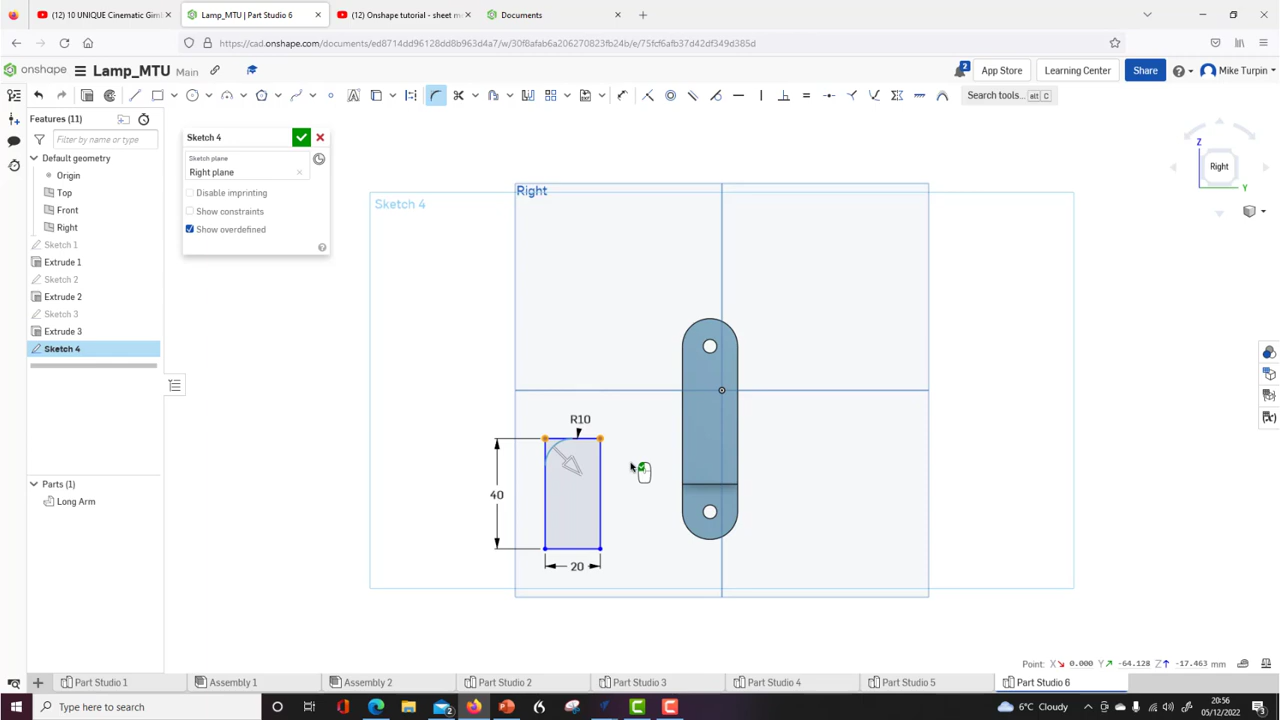 (12) 10 UNIQUE Cinematic Gim
Lamp_MTU | Part Studio 6
(12) Onshape tutorial - sheet m
Documents
https://cad.onshape.com/documents/ed8714dd96128dd8b963d4a7/w/30f8afab6a206270823fc24b/e/75fcf6afb37d42df349d385d
onshape
Lamp_MTU Main
2
App Store
Learning Center
Share
Mike Turpin
Search tools... alt C
Features (11)
Filter by name or type
Default geometry
Origin
Top
Front
Right
Sketch 1
Extrude 1
Sketch 2
Extrude 2
Sketch 3
Extrude 3
Sketch 4
Parts (1)
Long Arm
Sketch 4
Sketch plane
Right plane
Disable imprinting
Show constraints
Show overdefined
Right
Sketch 4
R10
40
20
Z
Right
Y
Point: X 0.000 Y -64.128 Z -17.463 mm
Part Studio 1
Assembly 1
Assembly 2
Part Studio 2
Part Studio 3
Part Studio 4
Part Studio 5
Part Studio 6
Type here to search
6°C Cloudy
20:56
05/12/2022